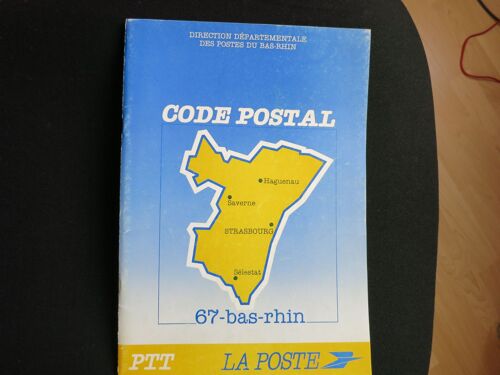 DIRECTION DÉPARTEMENTALE
DES POSTES DU BAS-RHIN
CODE POSTAL
Haguenau
Saverne
STRASBOURG
Sélestat
67-bas-rhin
PTT LA POSTE